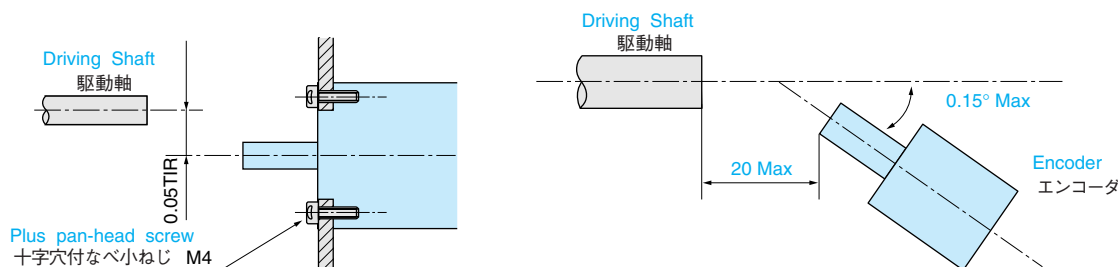 Driving Shaft
駆動軸
0.05TIR
Plus pan-head screw
十字穴付なべ小ねじ M4
Driving Shaft
駆動軸
0.15° Max
20 Max
Encoder
エンコーダ